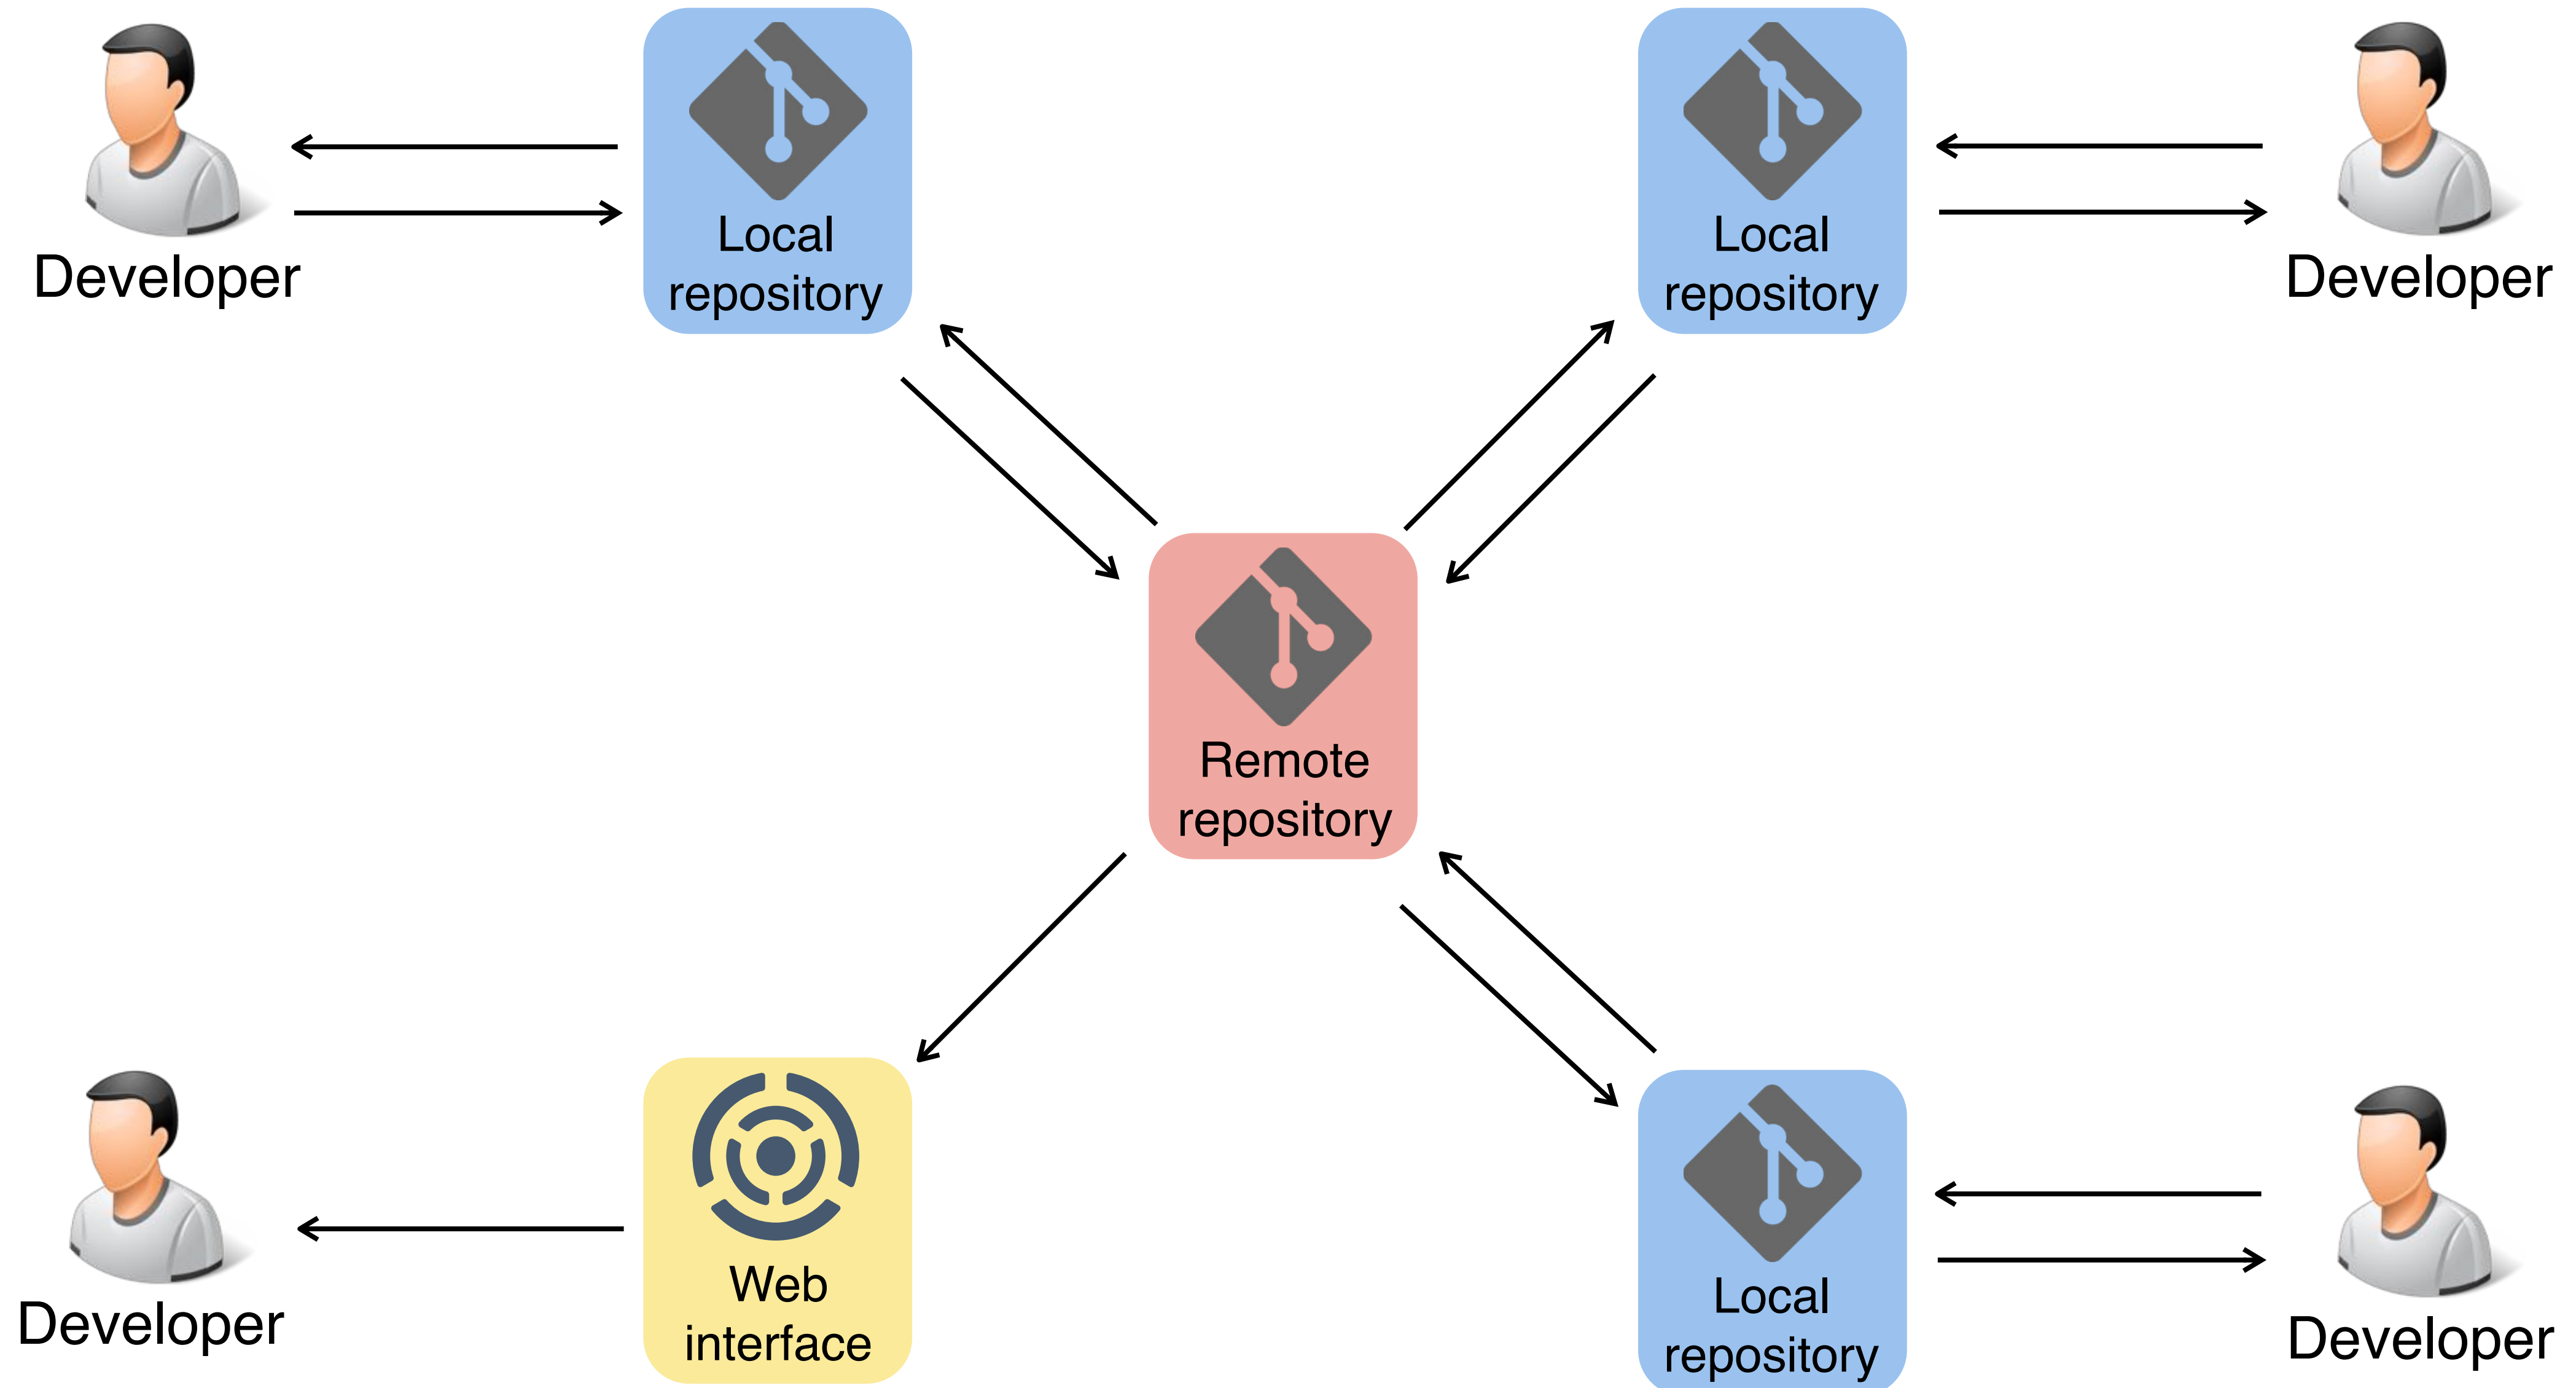 Local
repository
Local
repository
Developer
Developer
Remote
repository
Web
interface
Developer
Local
repository
Developer